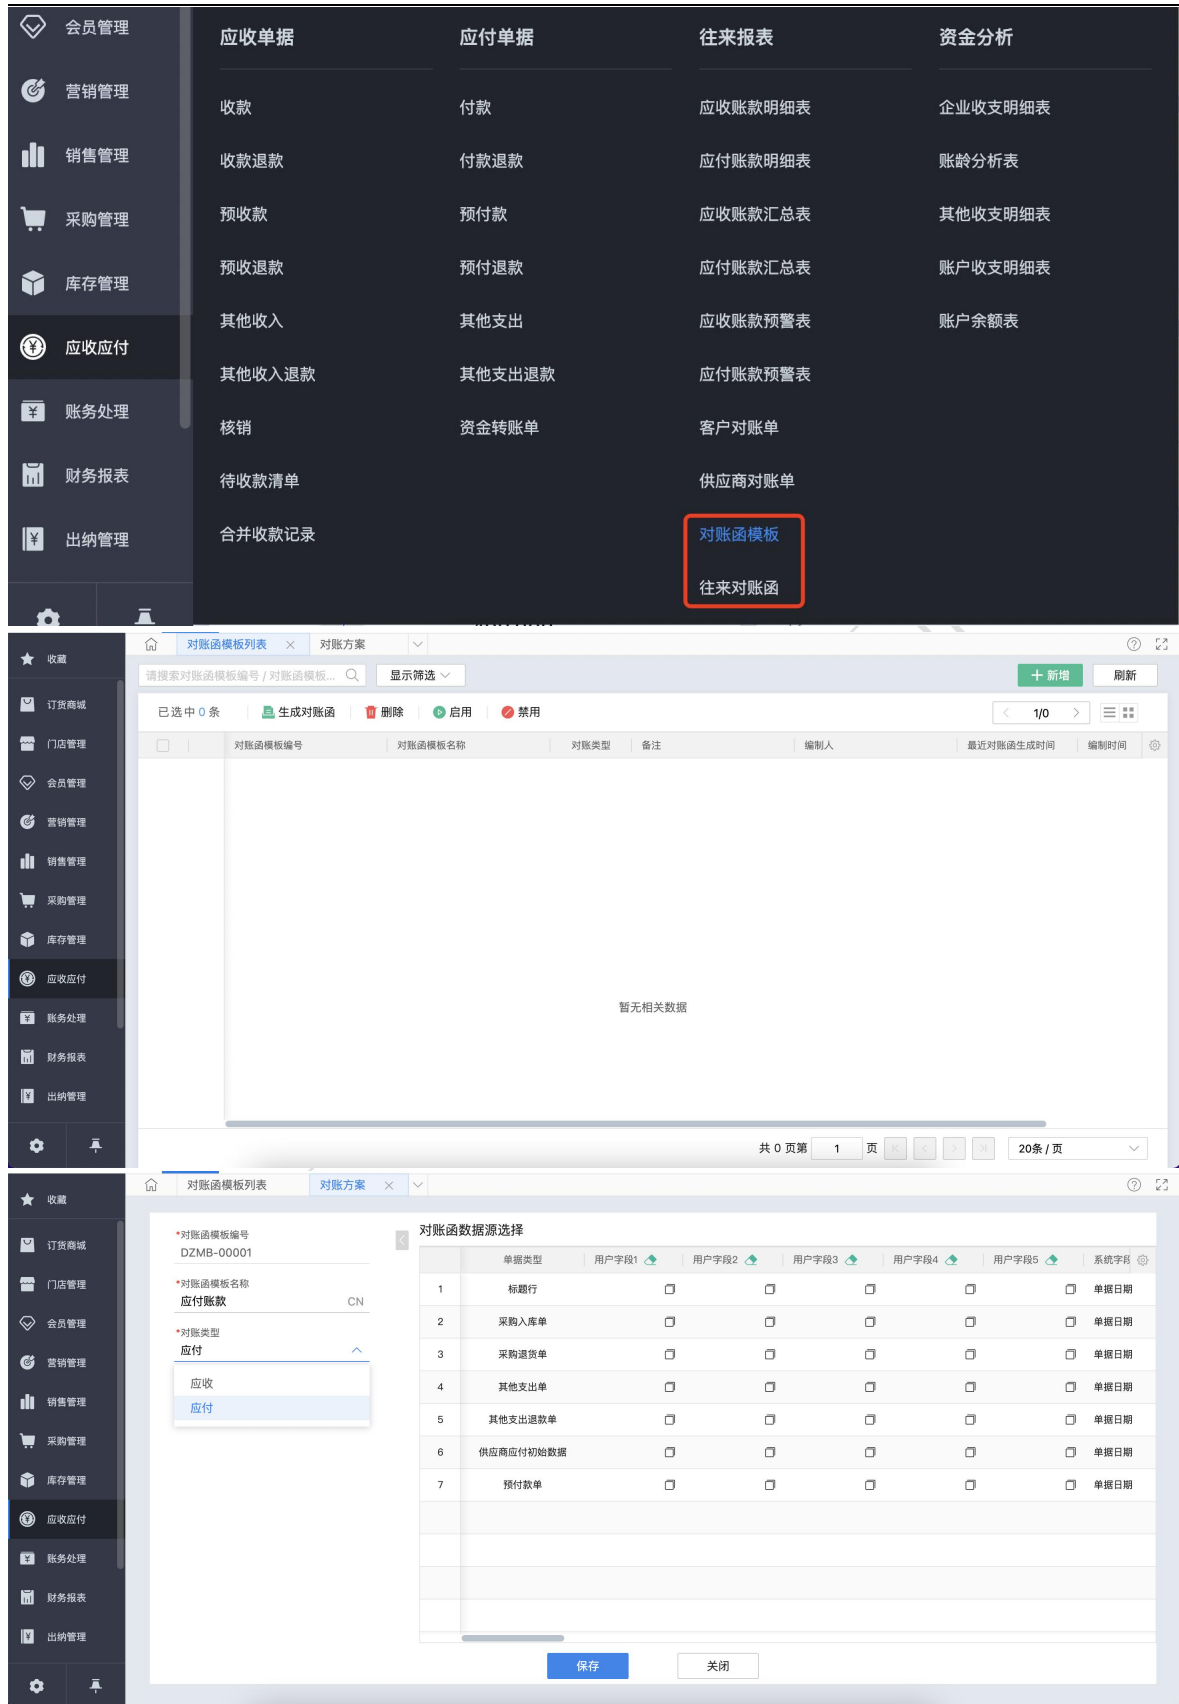 会员管理
应收单据 应付单据 往来报表 资金分析
营销管理
收款 付款 应收账款明细表 企业收支明细表
销售管理
收款退款 付款退款 应付账款明细表 账龄分析表
采购管理
预收款 预付款 应收账款汇总表 其他收支明细表
库存管理
预收退款 预付退款 应付账款汇总表 账户收支明细表
应收应付
其他收入 其他支出 应收账款预警表 账户余额表
其他收入退款 其他支出退款 应付账款预警表
账务处理
核销 资金转账单 客户对账单
财务报表
待收款清单 供应商对账单
出纳管理
合并收款记录 对账函模板
往来对账函
收藏
对账函模板列表 × 对账方案
请搜索对账函模板编号 / 对账函模板... 显示筛选 + 新增 刷新
订货商城
已选中 0 条 生成对账函 删除 启用 禁用 1/0
门店管理
对账函模板编号 对账函模板名称 对账类型 备注 编制人 最近对账函生成时间 编制时间
会员管理
营销管理
销售管理
采购管理
库存管理
应收应付
暂无相关数据
账务处理
财务报表
出纳管理
共 0 页第 1 页 20条 / 页
收藏
对账函模板列表 对账方案 ×
订货商城
门店管理
会员管理
营销管理
销售管理
采购管理
库存管理
应收应付
账务处理
财务报表
出纳管理
*对账函模板编号
DZMB-00001
*对账函模板名称
应付账款 CN
*对账类型
应付
应收
应付
对账函数据源选择
单据类型 用户字段1 用户字段2 用户字段3 用户字段4 用户字段5 系统字段
1 标题行 单据日期
2 采购入库单 单据日期
3 采购退货单 单据日期
4 其他支出单 单据日期
5 其他支出退款单 单据日期
6 供应商应付初始数据 单据日期
7 预付款单 单据日期
保存 关闭